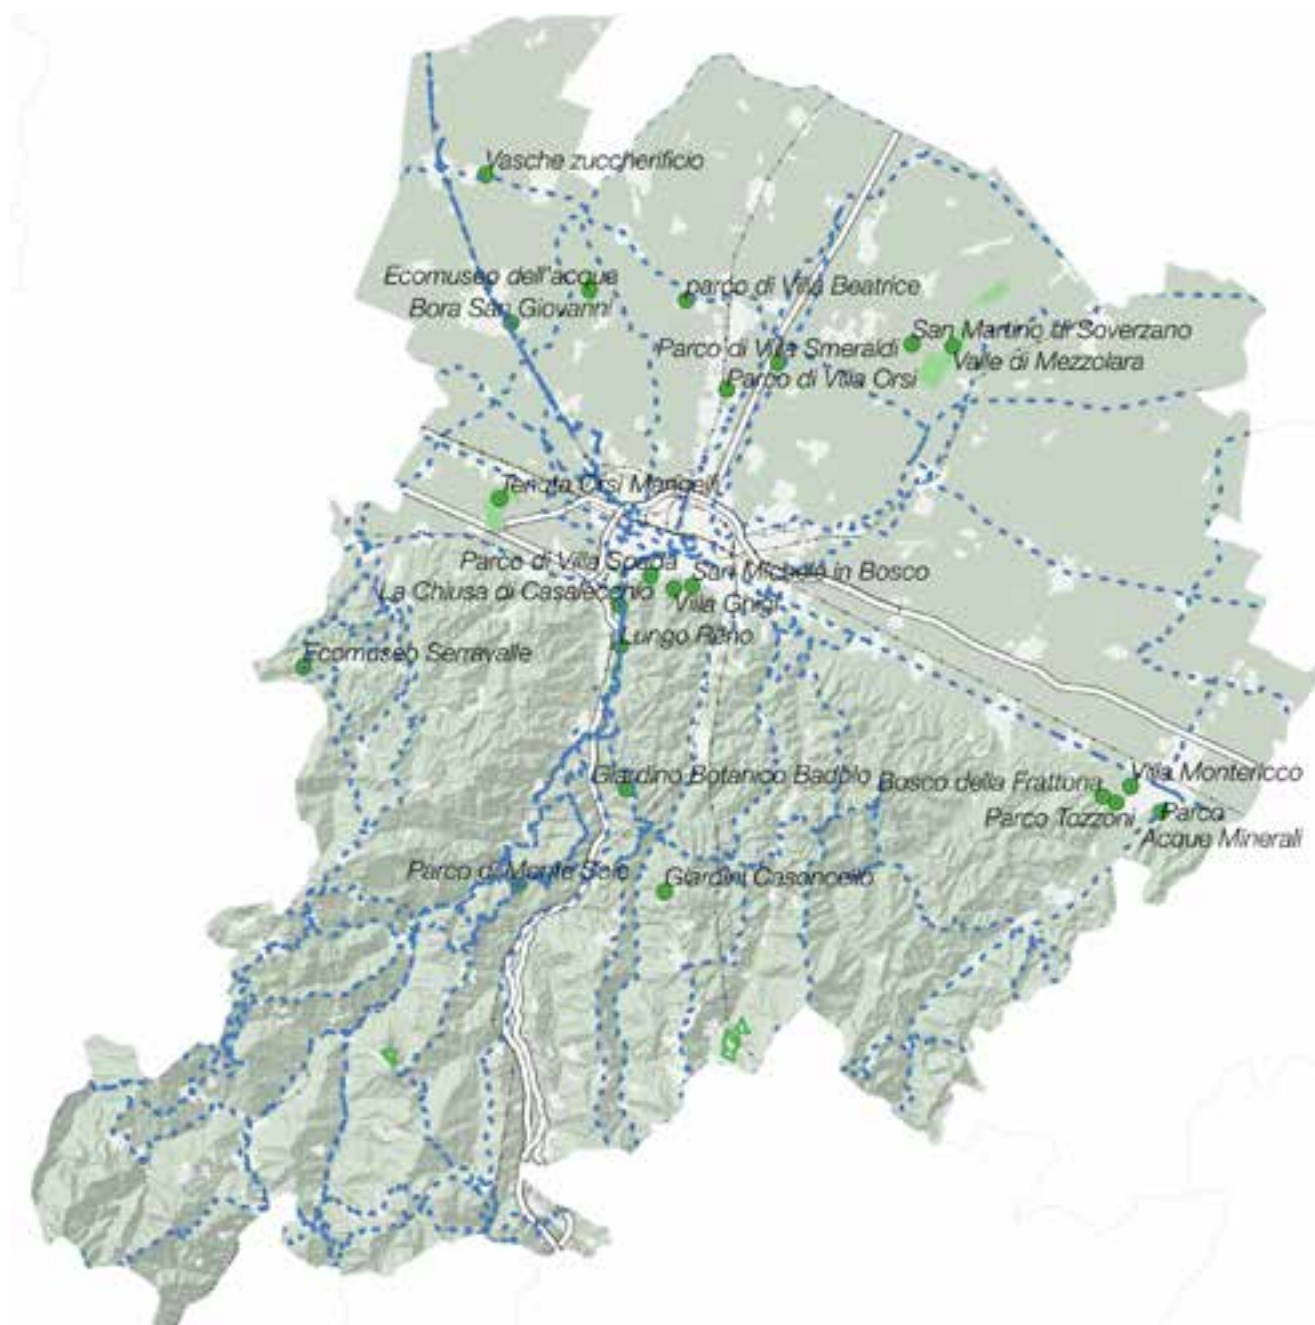 Vasche zuccherificio
Ecomuseo dell'acqua
parco di Villa Beatrice
Bora San Giovanni
San Martino di Soverzano
Parco di Villa Smeraldi
Valle di Mezzolara
Parco di Villa Orsi
Tenuta Orsi Mangelli
Parco di Villa Spada
San Michele in Bosco
La Chiusa di Casalecchio
Villa Ghigi
Lungo Reno
Ecomuseo Serravalle
Giardino Botanico Badolo
Villa Montericco
Bosco della Frattona
Parco Tozzoni
Parco
Acque Minerali
Parco di Monte Sole
Giardini Casoncello